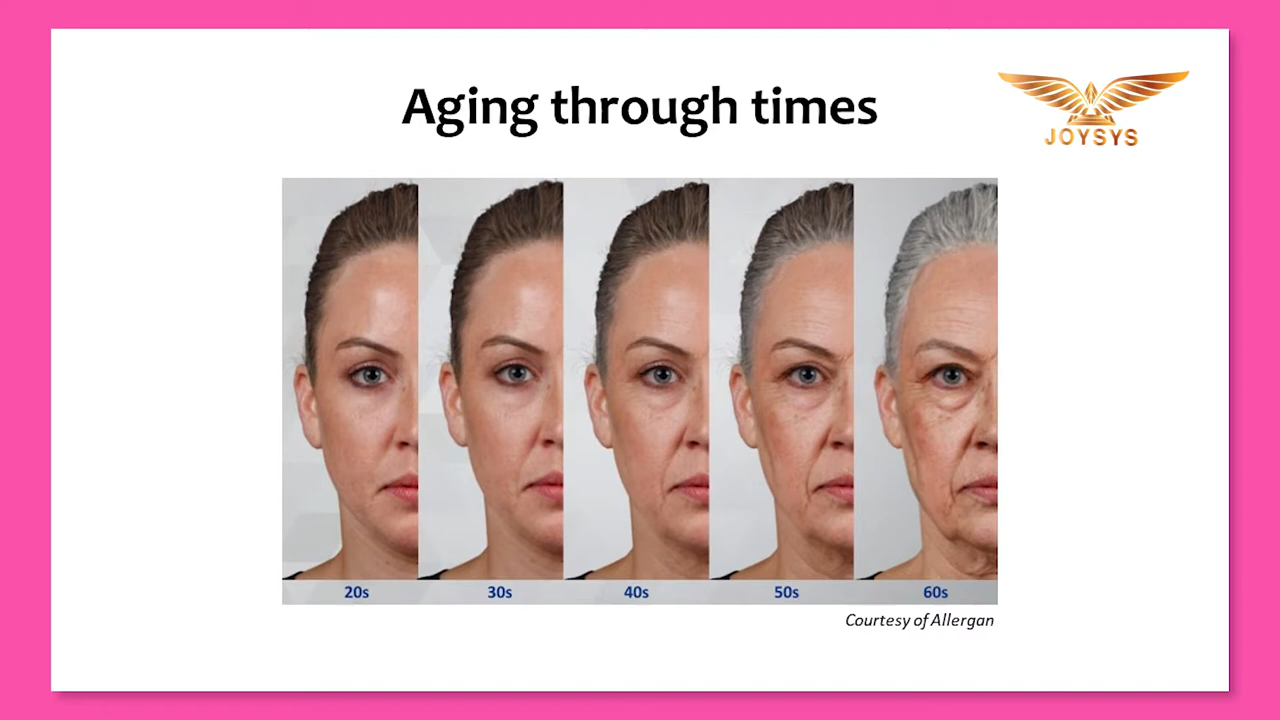 Aging through times
JOYSYS
20s
30s
40s
50s
60s
Courtesy of Allergan